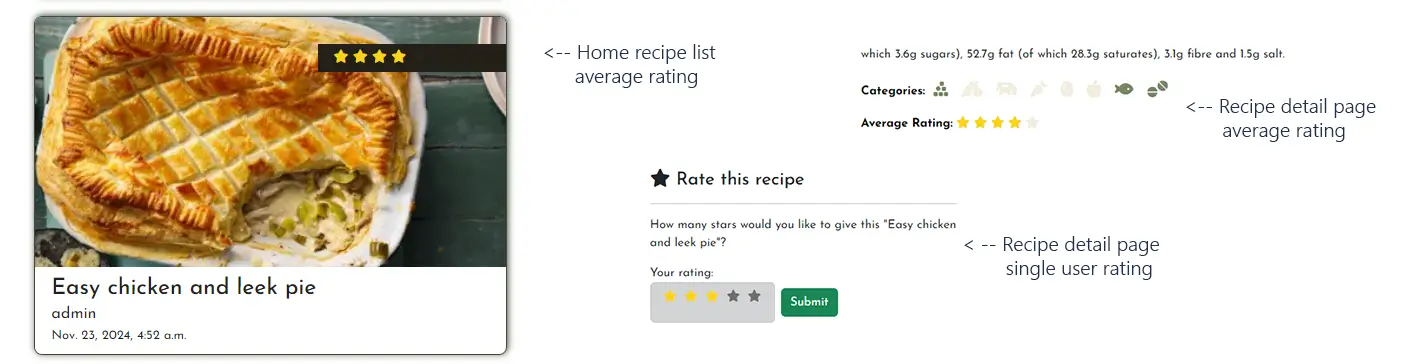 <-- Home recipe list
average rating
Easy chicken and leek pie
admin
Nov. 23, 2024, 4:52 a.m.
which 3.6g sugars), 52.7g fat (of which 28.3g saturates), 3.1g fibre and 1.5g salt.
Categories:
Average Rating:
<-- Recipe detail page
average rating
Rate this recipe
How many stars would you like to give this "Easy chicken
and leek pie"?
Your rating:
Submit
< -- Recipe detail page
single user rating